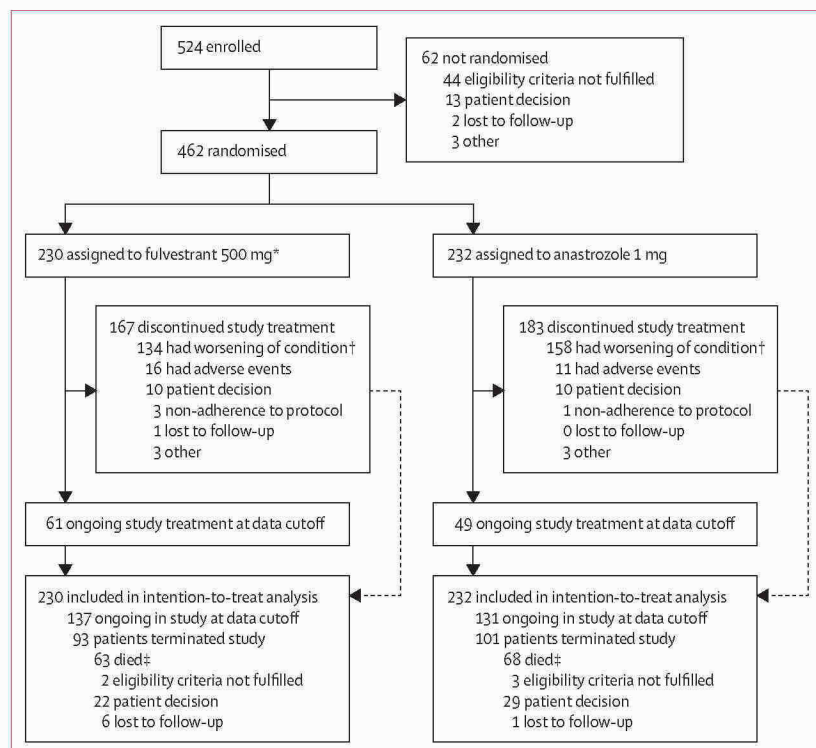 524 enrolled
62 not randomised
44 eligibility criteria not fulfilled
13 patient decision
2 lost to follow-up
3 other
462 randomised
230 assigned to fulvestrant 500 mg*
232 assigned to anastrozole 1 mg
167 discontinued study treatment
134 had worsening of condition†
16 had adverse events
10 patient decision
3 non-adherence to protocol
1 lost to follow-up
3 other
183 discontinued study treatment
158 had worsening of condition†
11 had adverse events
10 patient decision
1 non-adherence to protocol
0 lost to follow-up
3 other
61 ongoing study treatment at data cutoff
49 ongoing study treatment at data cutoff
230 included in intention-to-treat analysis
137 ongoing in study at data cutoff
93 patients terminated study
63 died‡
2 eligibility criteria not fulfilled
22 patient decision
6 lost to follow-up
232 included in intention-to-treat analysis
131 ongoing in study at data cutoff
101 patients terminated study
68 died‡
3 eligibility criteria not fulfilled
29 patient decision
1 lost to follow-up